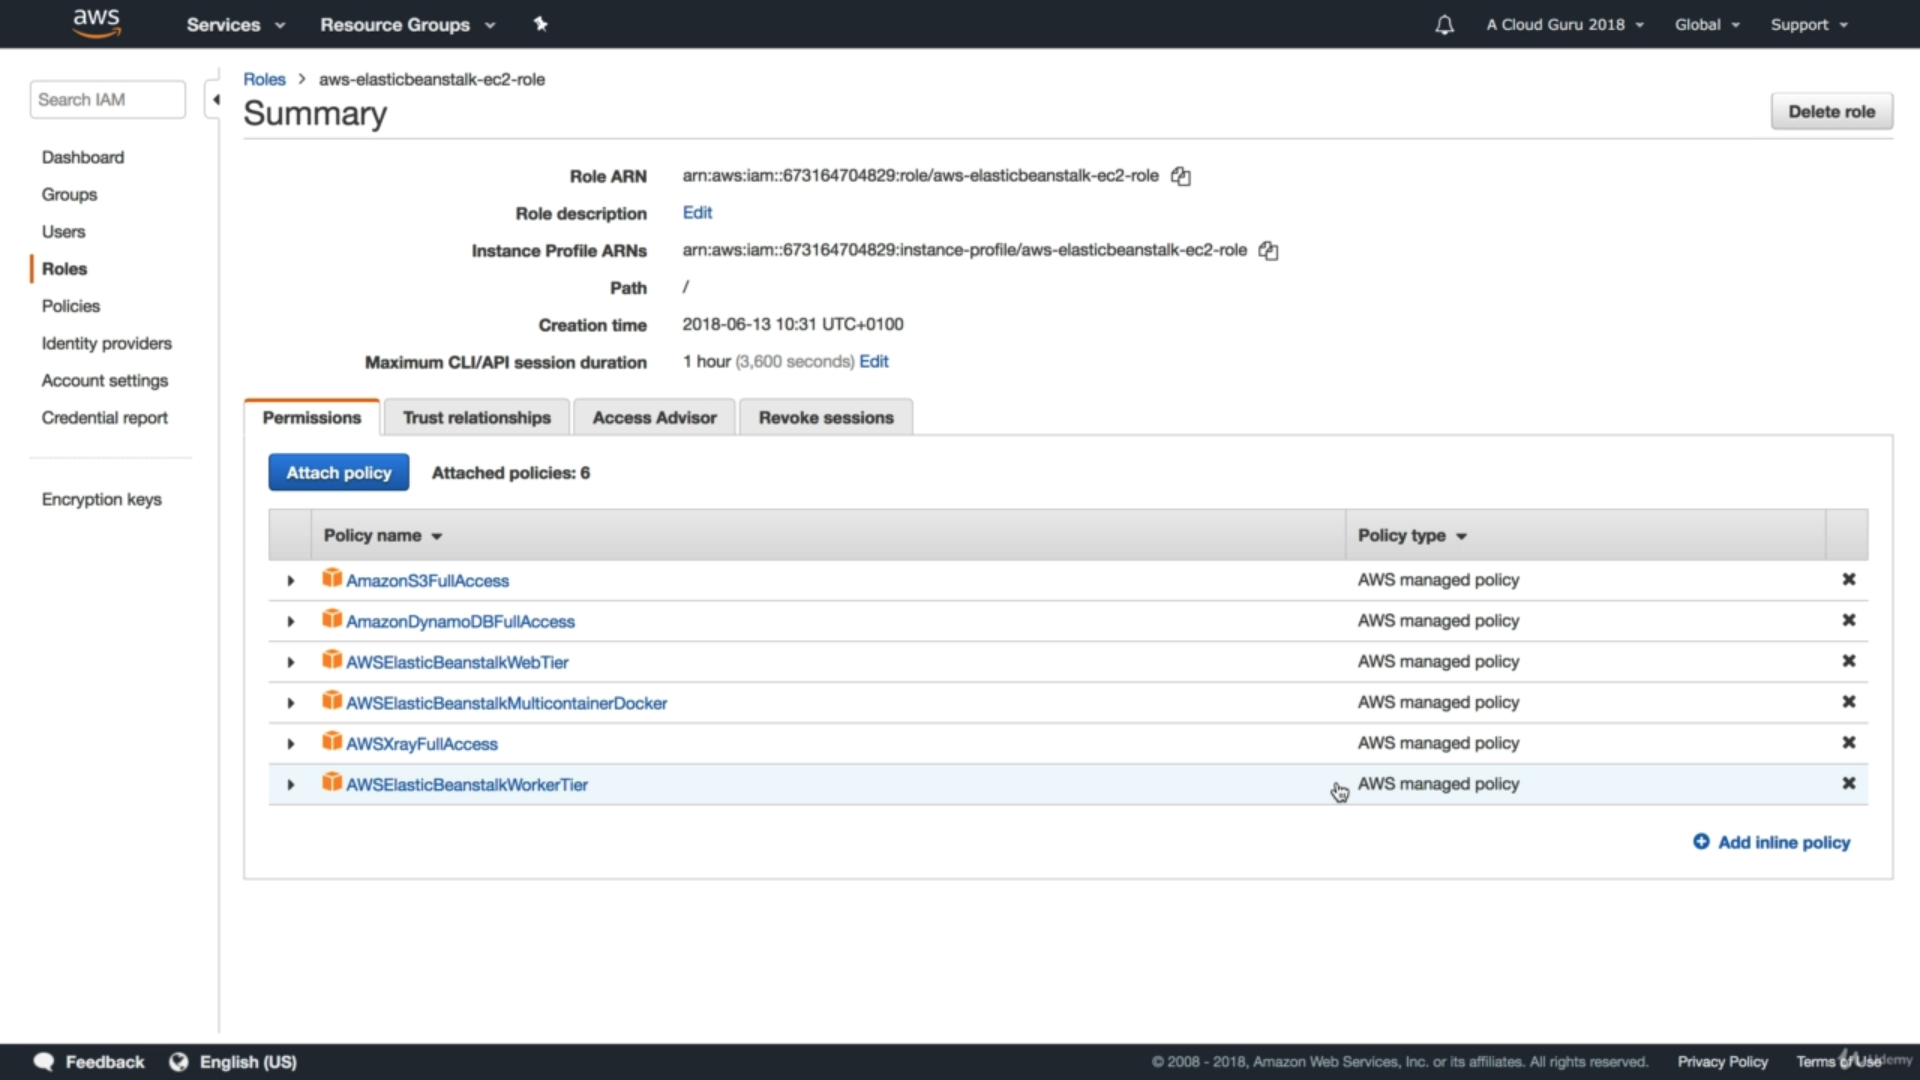 aws Services Resource Groups A Cloud Guru 2018 Global Support
Search IAM
Dashboard
Groups
Users
Roles
Policies
Identity providers
Account settings
Credential report
Encryption keys
Roles > aws-elasticbeanstalk-ec2-role
Summary
Delete role
Role ARN arn:aws:iam::673164704829:role/aws-elasticbeanstalk-ec2-role
Role description Edit
Instance Profile ARNs arn:aws:iam::673164704829:instance-profile/aws-elasticbeanstalk-ec2-role
Path /
Creation time 2018-06-13 10:31 UTC+0100
Maximum CLI/API session duration 1 hour (3,600 seconds) Edit
Permissions Trust relationships Access Advisor Revoke sessions
Attach policy Attached policies: 6
Policy name Policy type
AmazonS3FullAccess AWS managed policy
AmazonDynamoDBFullAccess AWS managed policy
AWSElasticBeanstalkWebTier AWS managed policy
AWSElasticBeanstalkMulticontainerDocker AWS managed policy
AWSXrayFullAccess AWS managed policy
AWSElasticBeanstalkWorkerTier AWS managed policy
Add inline policy
Feedback English (US) © 2008 - 2018, Amazon Web Services, Inc. or its affiliates. All rights reserved. Privacy Policy Terms of Use
Udemy